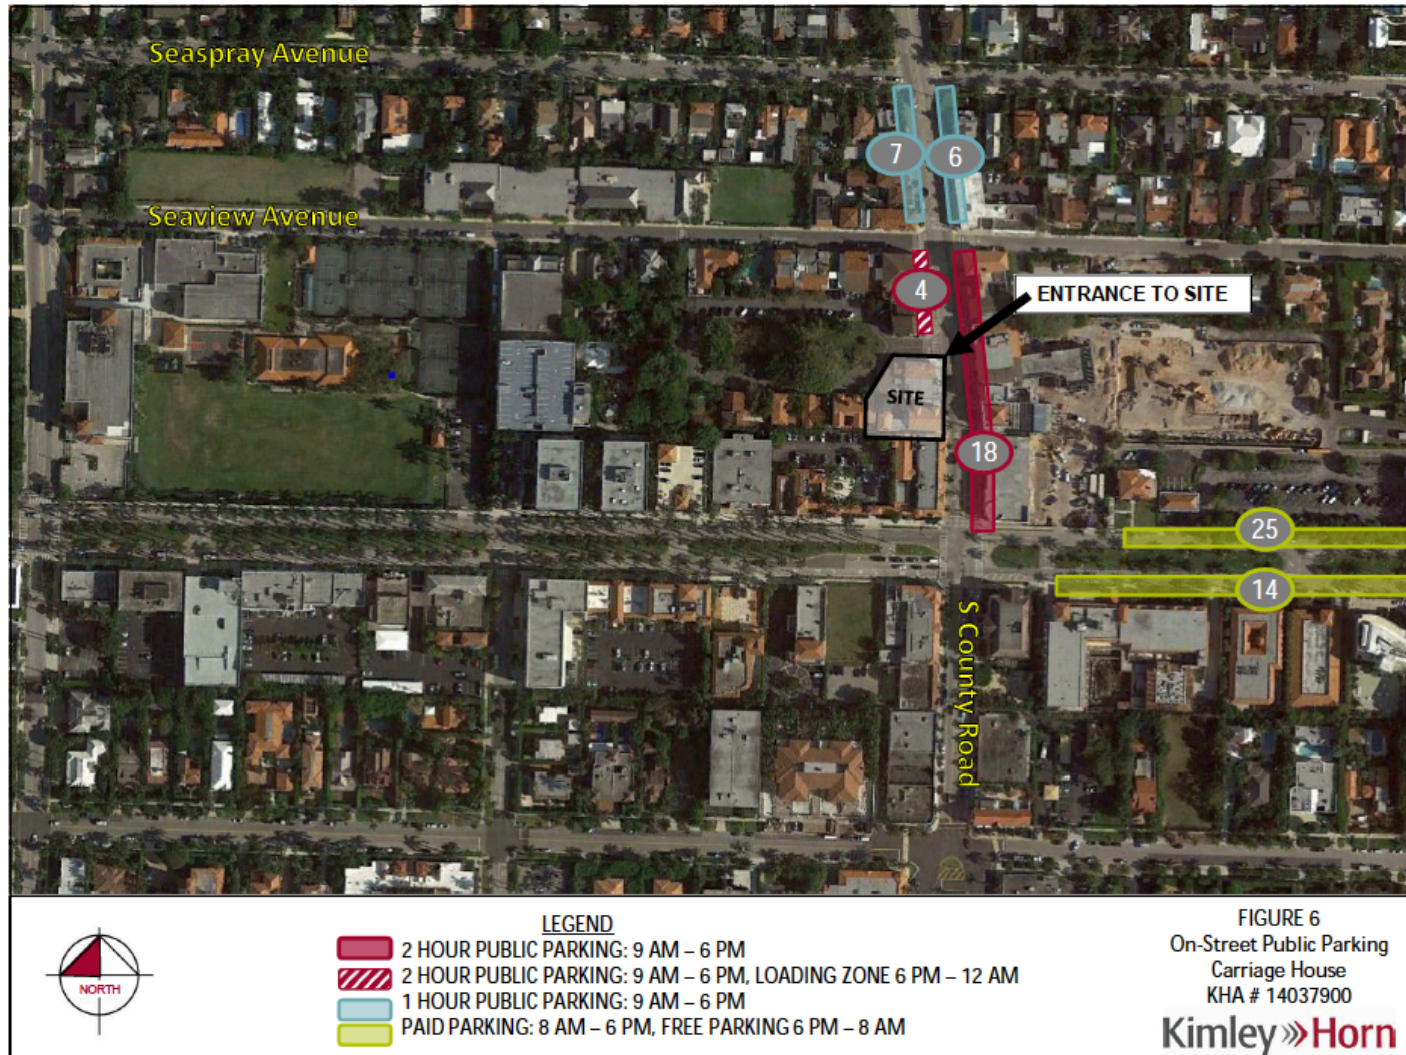 Seaspray Avenue
7
6
Seaview Avenue
4
ENTRANCE TO SITE
SITE
18
25
14
S County Road
NORTH
LEGEND
2 HOUR PUBLIC PARKING: 9 AM – 6 PM
2 HOUR PUBLIC PARKING: 9 AM – 6 PM, LOADING ZONE 6 PM – 12 AM
1 HOUR PUBLIC PARKING: 9 AM – 6 PM
PAID PARKING: 8 AM – 6 PM, FREE PARKING 6 PM – 8 AM
FIGURE 6
On-Street Public Parking
Carriage House
KHA # 14037900
Kimley»Horn